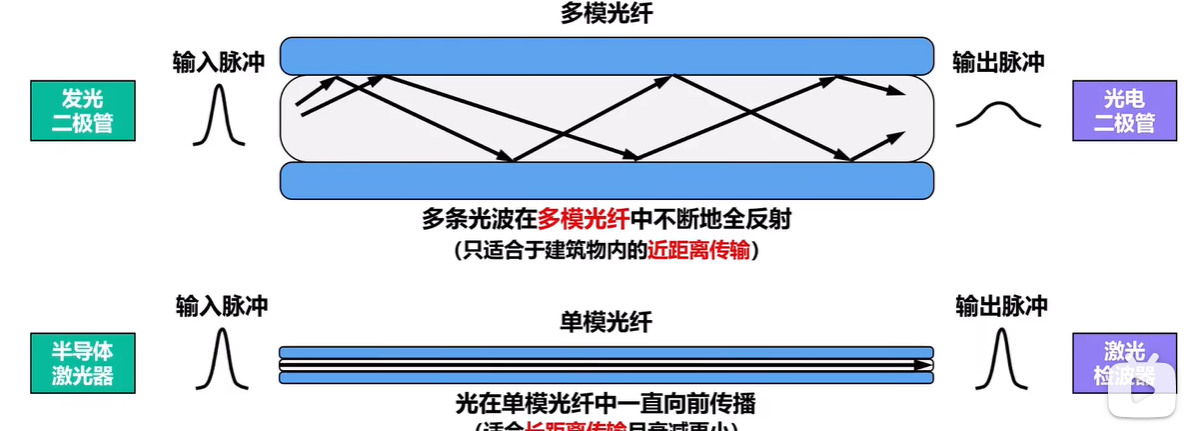 多模光纤
输入脉冲
输出脉冲
发光
二极管
光电
二极管
多条光波在多模光纤中不断地全反射
(只适合于建筑物内的近距离传输)
输入脉冲
输出脉冲
单模光纤
半导体
激光器
激光
检波器
光在单模光纤中一直向前传播
(适合长距离传输且衰减更小)